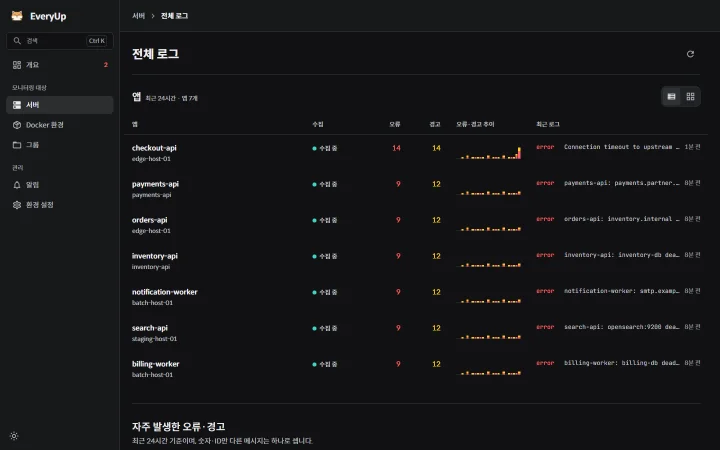 EveryUp
검색 Ctrl K
개요 2
모니터링 대상
서버
Docker 환경
그룹
관리
알림
환경 설정
서버 > 전체 로그
전체 로그
앱 최근 24시간 · 앱 7개
앱 수집 오류 경고 오류·경고 추이 최근 로그
checkout-api 수집 중 14 14 error Connection timeout to upstream … 1분 전
edge-host-01
payments-api 수집 중 9 12 error payments-api: payments.partner.… 8분 전
payments-api
orders-api 수집 중 9 12 error orders-api: inventory.internal … 8분 전
edge-host-01
inventory-api 수집 중 9 12 error inventory-api: inventory-db dea… 8분 전
inventory-api
notification-worker 수집 중 9 12 error notification-worker: smtp.examp… 8분 전
batch-host-01
search-api 수집 중 9 12 error search-api: opensearch:9200 dea… 8분 전
staging-host-01
billing-worker 수집 중 9 12 error billing-worker: billing-db dead… 8분 전
batch-host-01
자주 발생한 오류·경고
최근 24시간 기준이며, 숫자·ID만 다른 메시지는 하나로 셉니다.